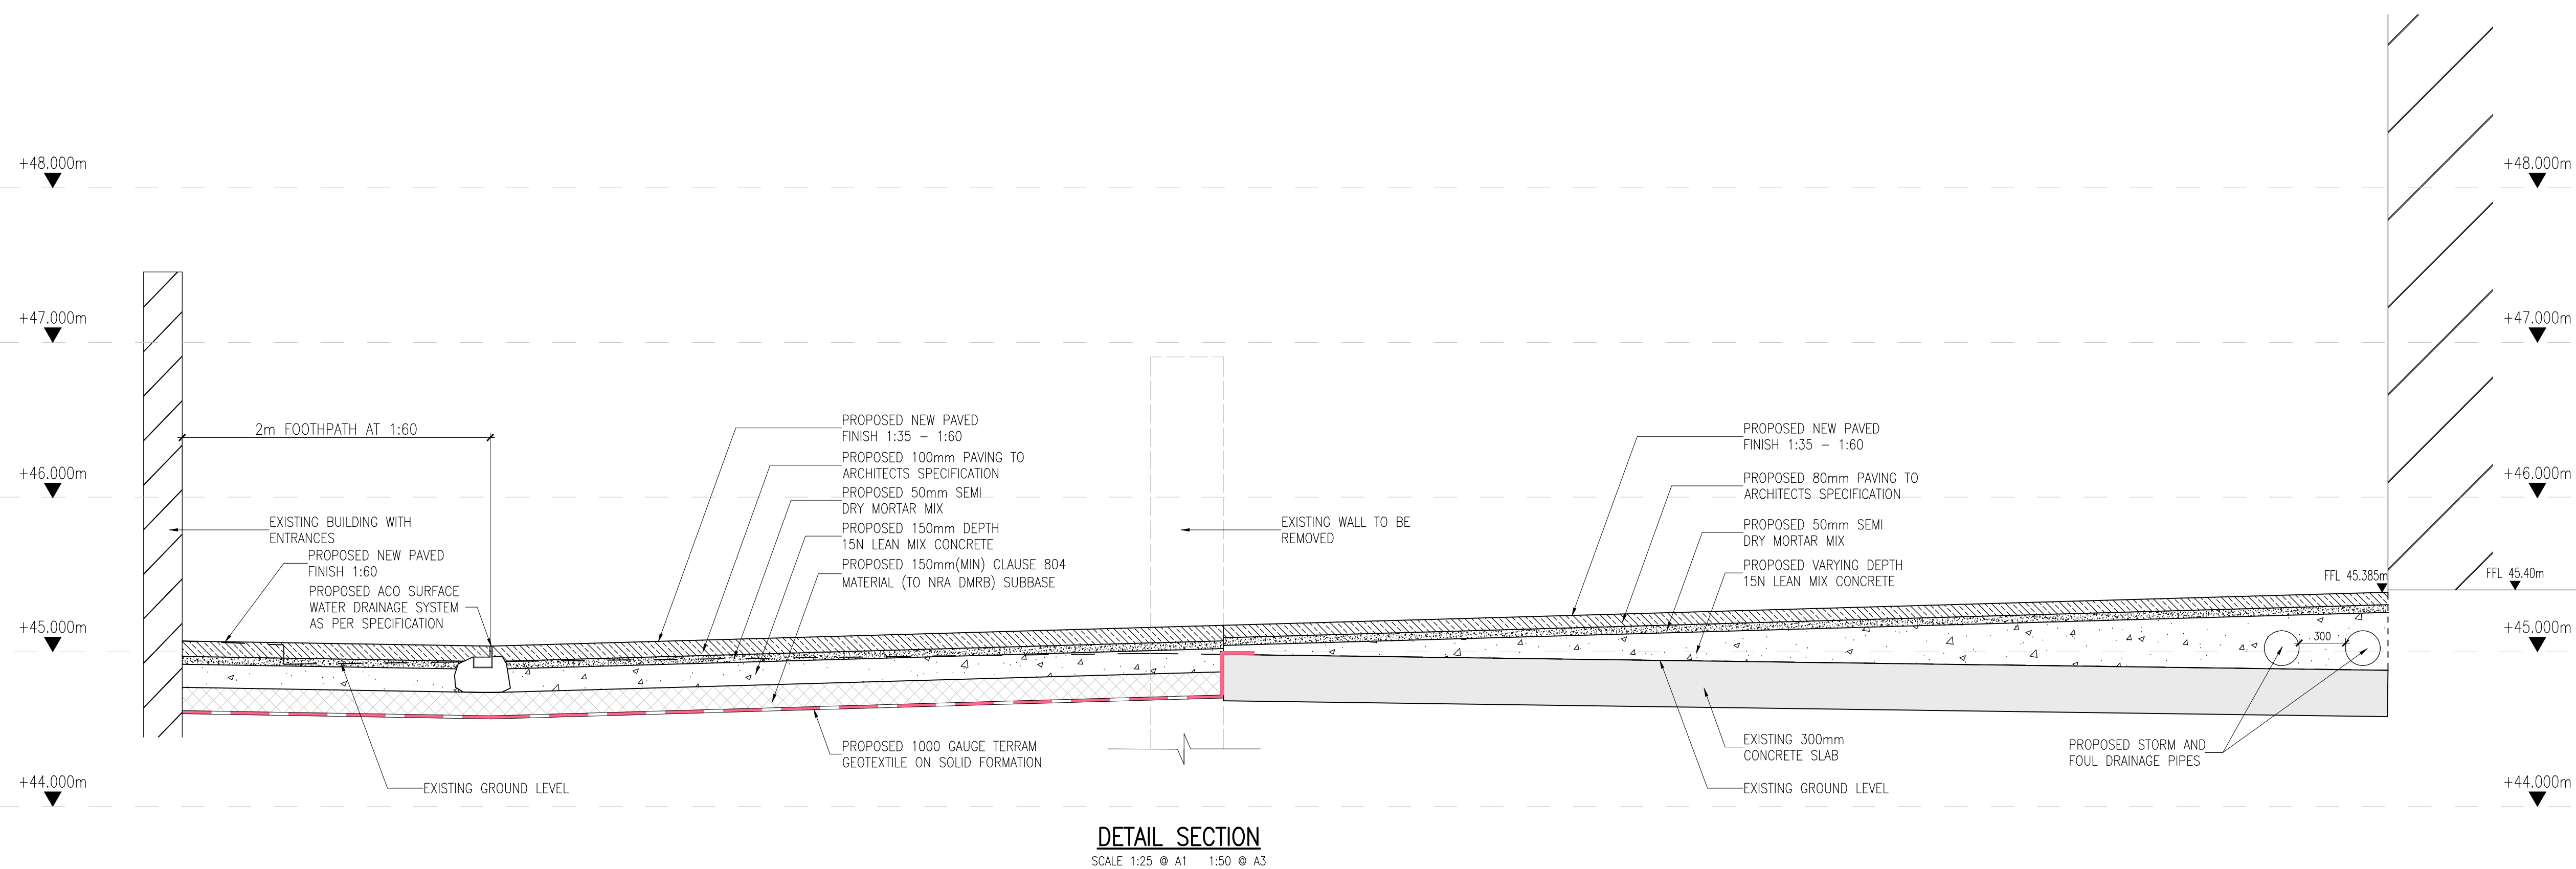 +48.000m
+48.000m
+47.000m
+47.000m
2m FOOTHPATH AT 1:60
PROPOSED NEW PAVED
FINISH 1:35 - 1:60
PROPOSED 100mm PAVING TO
ARCHITECTS SPECIFICATION
PROPOSED 50mm SEMI
DRY MORTAR MIX
PROPOSED 150mm DEPTH
15N LEAN MIX CONCRETE
PROPOSED 150mm(MIN) CLAUSE 804
MATERIAL (TO NRA DMRB) SUBBASE
PROPOSED NEW PAVED
FINISH 1:35 - 1:60
PROPOSED 80mm PAVING TO
ARCHITECTS SPECIFICATION
PROPOSED 50mm SEMI
DRY MORTAR MIX
PROPOSED VARYING DEPTH
15N LEAN MIX CONCRETE
+46.000m
+46.000m
EXISTING BUILDING WITH
ENTRANCES
PROPOSED NEW PAVED
FINISH 1:60
PROPOSED ACO SURFACE
WATER DRAINAGE SYSTEM
AS PER SPECIFICATION
EXISTING WALL TO BE
REMOVED
FFL 45.385m
FFL 45.40m
+45.000m
+45.000m
300
PROPOSED 1000 GAUGE TERRAM
GEOTEXTILE ON SOLID FORMATION
EXISTING 300mm
CONCRETE SLAB
PROPOSED STORM AND
FOUL DRAINAGE PIPES
+44.000m
EXISTING GROUND LEVEL
EXISTING GROUND LEVEL
+44.000m
DETAIL SECTION
SCALE 1:25 @ A1 1:50 @ A3